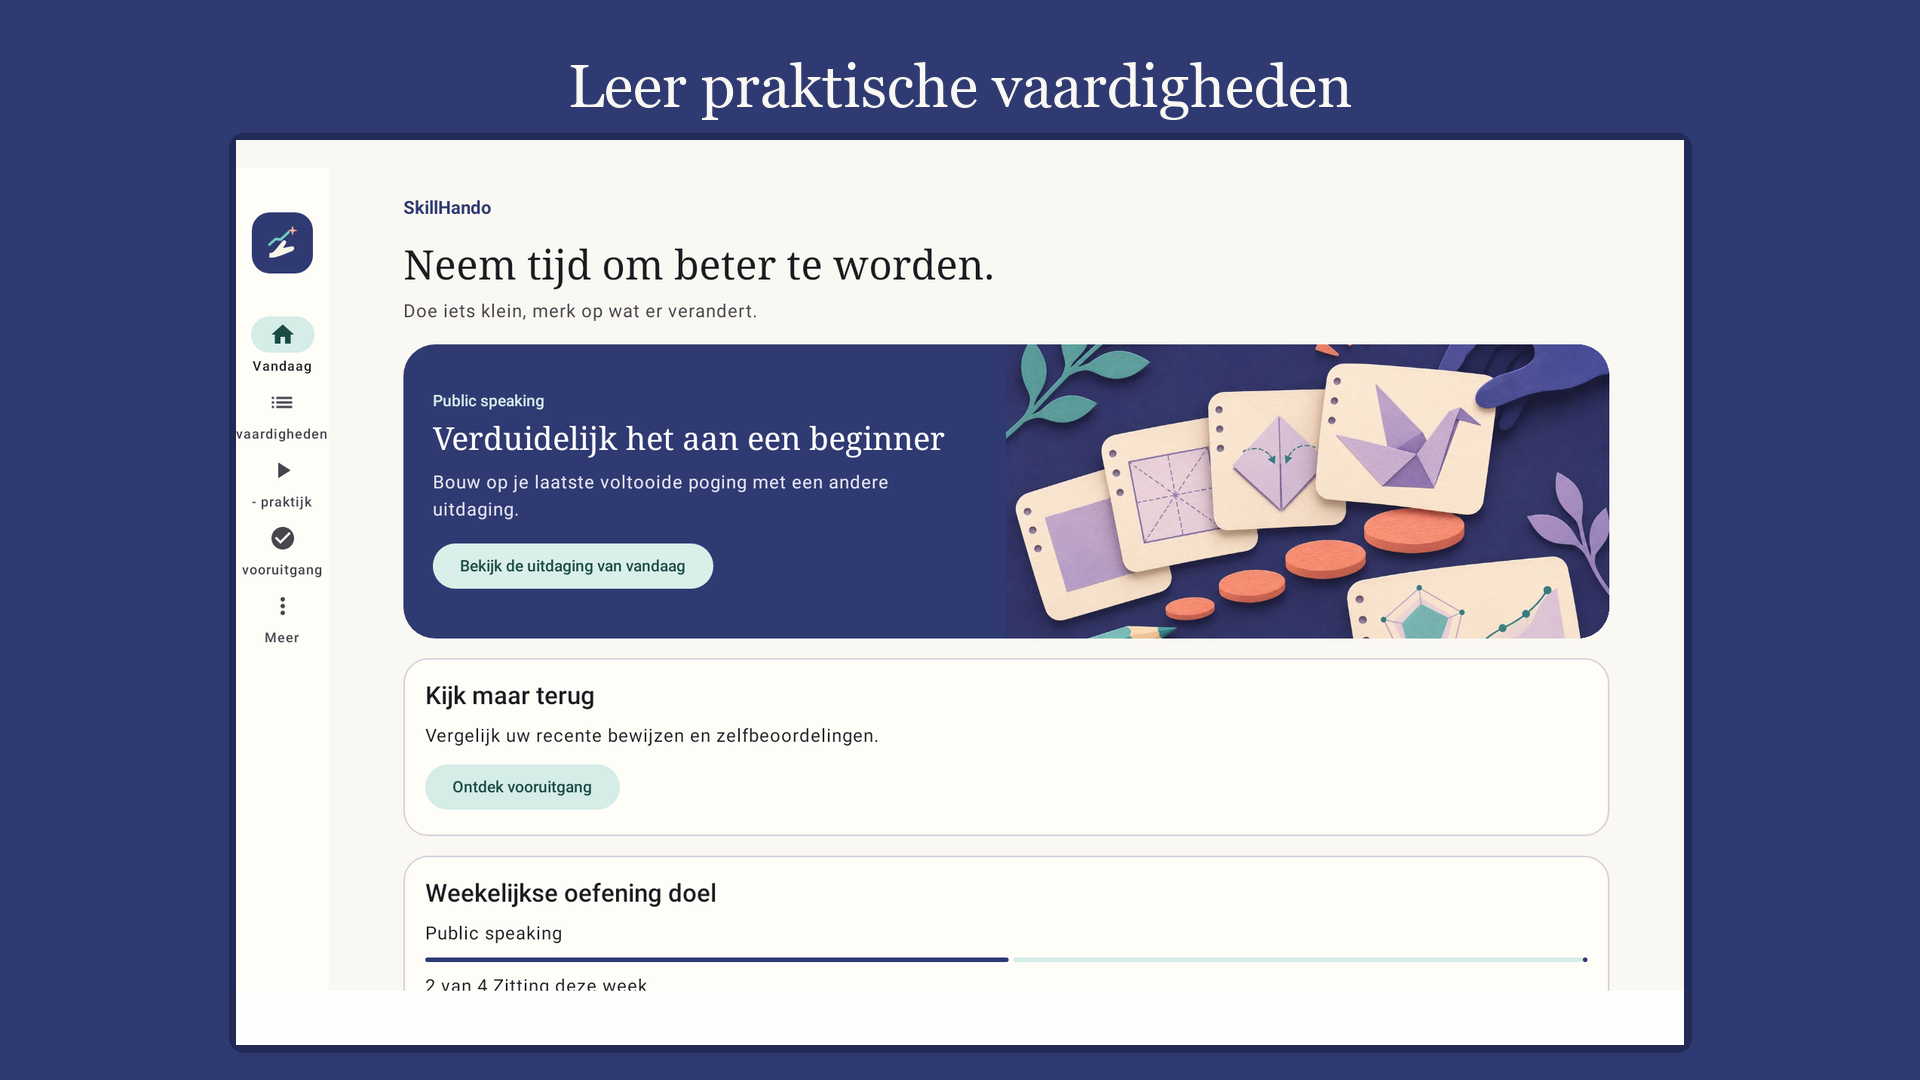 Leer praktische vaardigheden
SkillHando
Neem tijd om beter te worden.
Doe iets klein, merk op wat er verandert.
Vandaag
vaardigheden
- praktijk
vooruitgang
Meer
Public speaking
Verduidelijk het aan een beginner
Bouw op je laatste voltooide poging met een andere
uitdaging.
Bekijk de uitdaging van vandaag
Kijk maar terug
Vergelijk uw recente bewijzen en zelfbeoordelingen.
Ontdek vooruitgang
Weekelijkse oefening doel
Public speaking
2 van 4 Zitting deze week